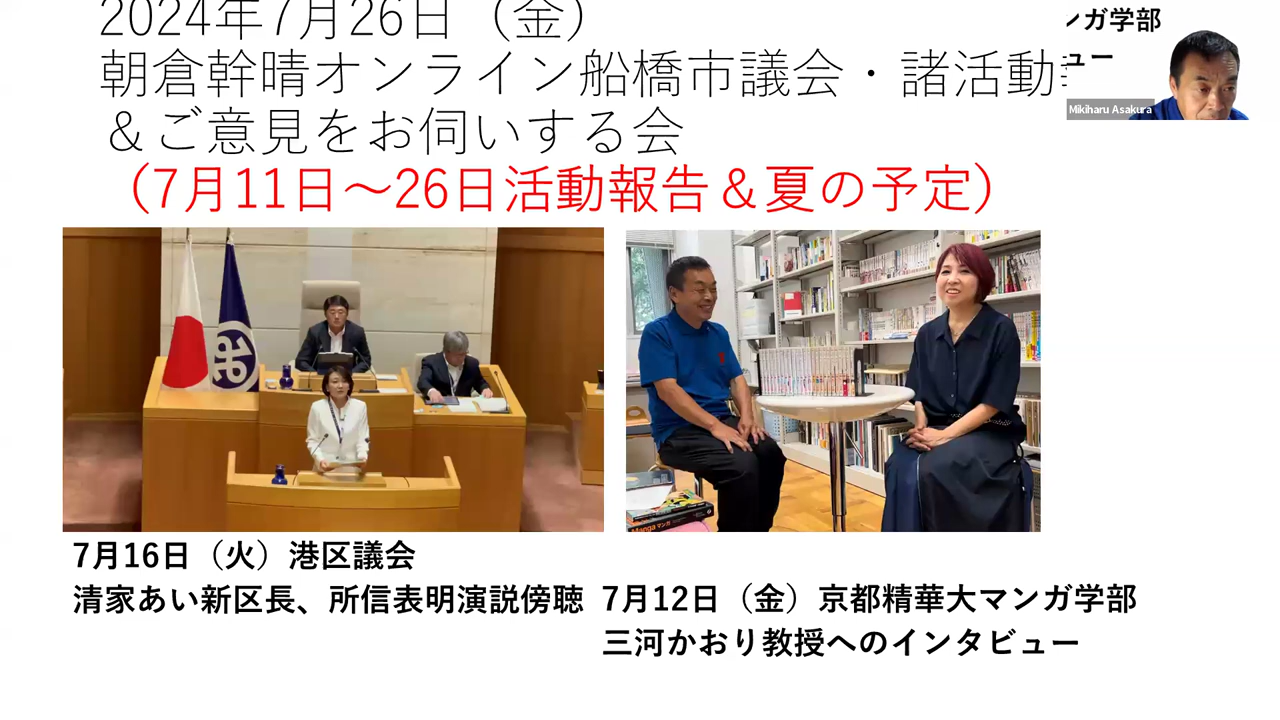 2024年7月26日（金）
朝倉幹晴オンライン船橋市議会・諸活動
＆ご意見をお伺いする会
（7月11日～26日活動報告＆夏の予定）
ンガ学部
ュー
Mikiharu Asakura
Manga マンガ
7月16日（火）港区議会
清家あい新区長、所信表明演説傍聴
7月12日（金）京都精華大マンガ学部
三河かおり教授へのインタビュー